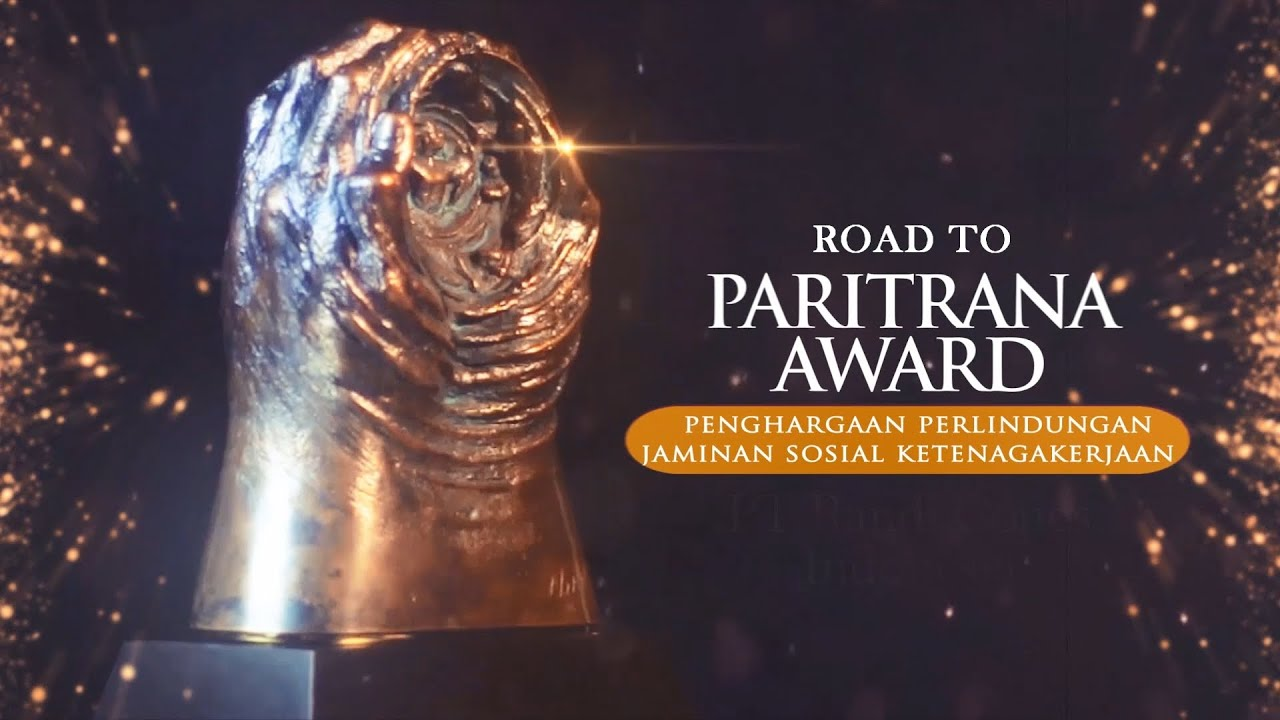 ROAD TO
PARITRANA
AWARD
PENGHARGAAN PERLINDUNGAN
JAMINAN SOSIAL KETENAGAKERJAAN